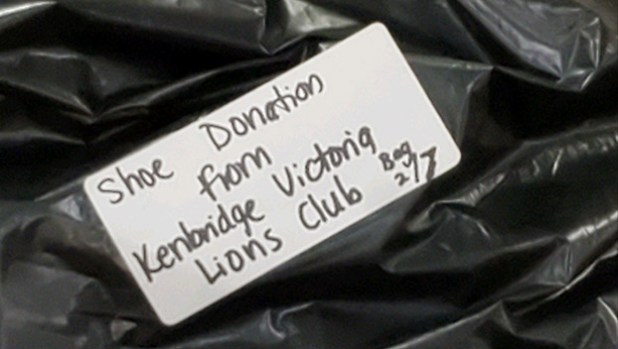 Shoe Donation
from
Kenbridge Victoria
Lions Club
Bag
2/7